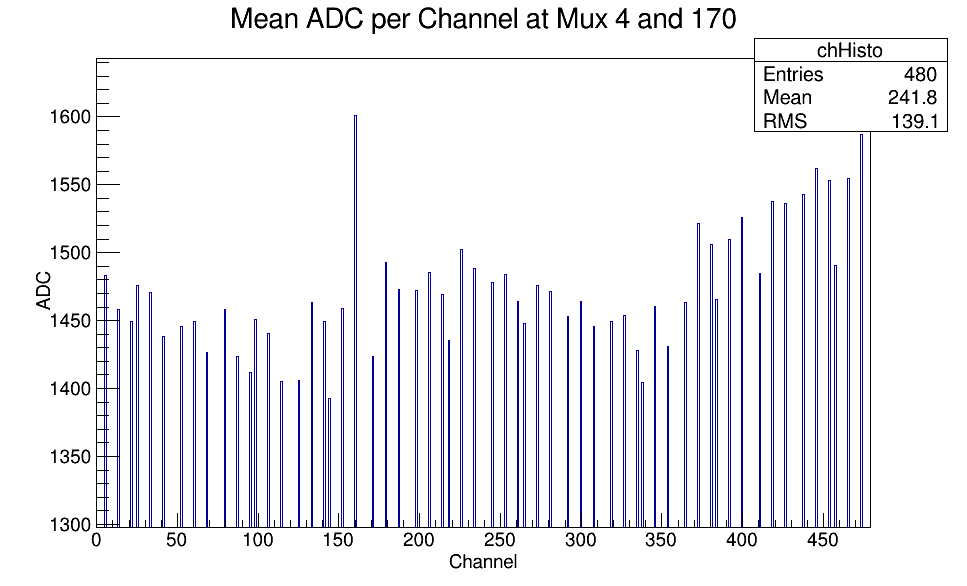 Mean ADC per Channel at Mux 4 and 170
chHisto
Entries 480
Mean 241.8
RMS 139.1
ADC
1600
1550
1500
1450
1400
1350
1300
0 50 100 150 200 250 300 350 400 450
Channel